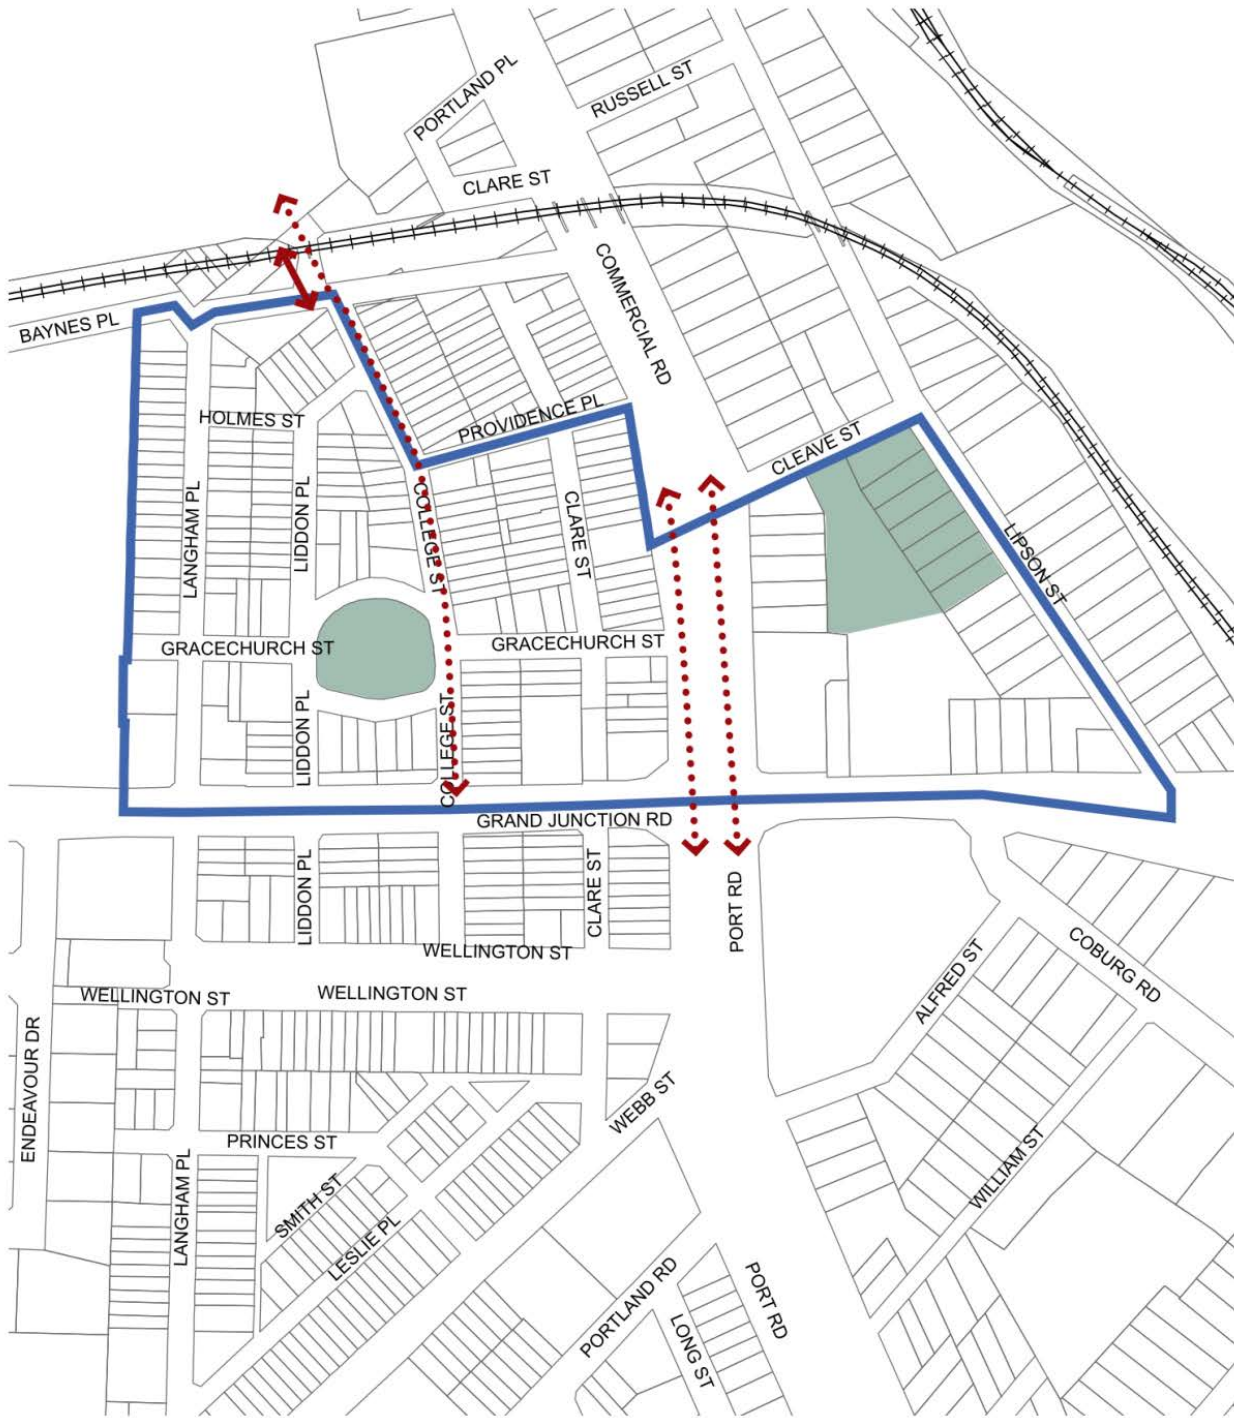 PORTLAND PL
RUSSELL ST
CLARE ST
COMMERCIAL RD
BAYNES PL
HOLMES ST
PROVIDENCE PL
CLEAVE ST
LANGHAM PL
LIDDON PL
COLLEGE ST
CLARE ST
LIPSON ST
GRACECHURCH ST
GRACECHURCH ST
LIDDON PL
COLLEGE ST
GRAND JUNCTION RD
LIDDON PL
CLARE ST
PORT RD
WELLINGTON ST
COBURG RD
ALFRED ST
WELLINGTON ST
WELLINGTON ST
ENDEAVOUR DR
WEBB ST
PRINCES ST
WILLIAM ST
LANGHAM PL
SMITH ST
LESLIE PL
PORTLAND RD
PORT RD
LONG ST